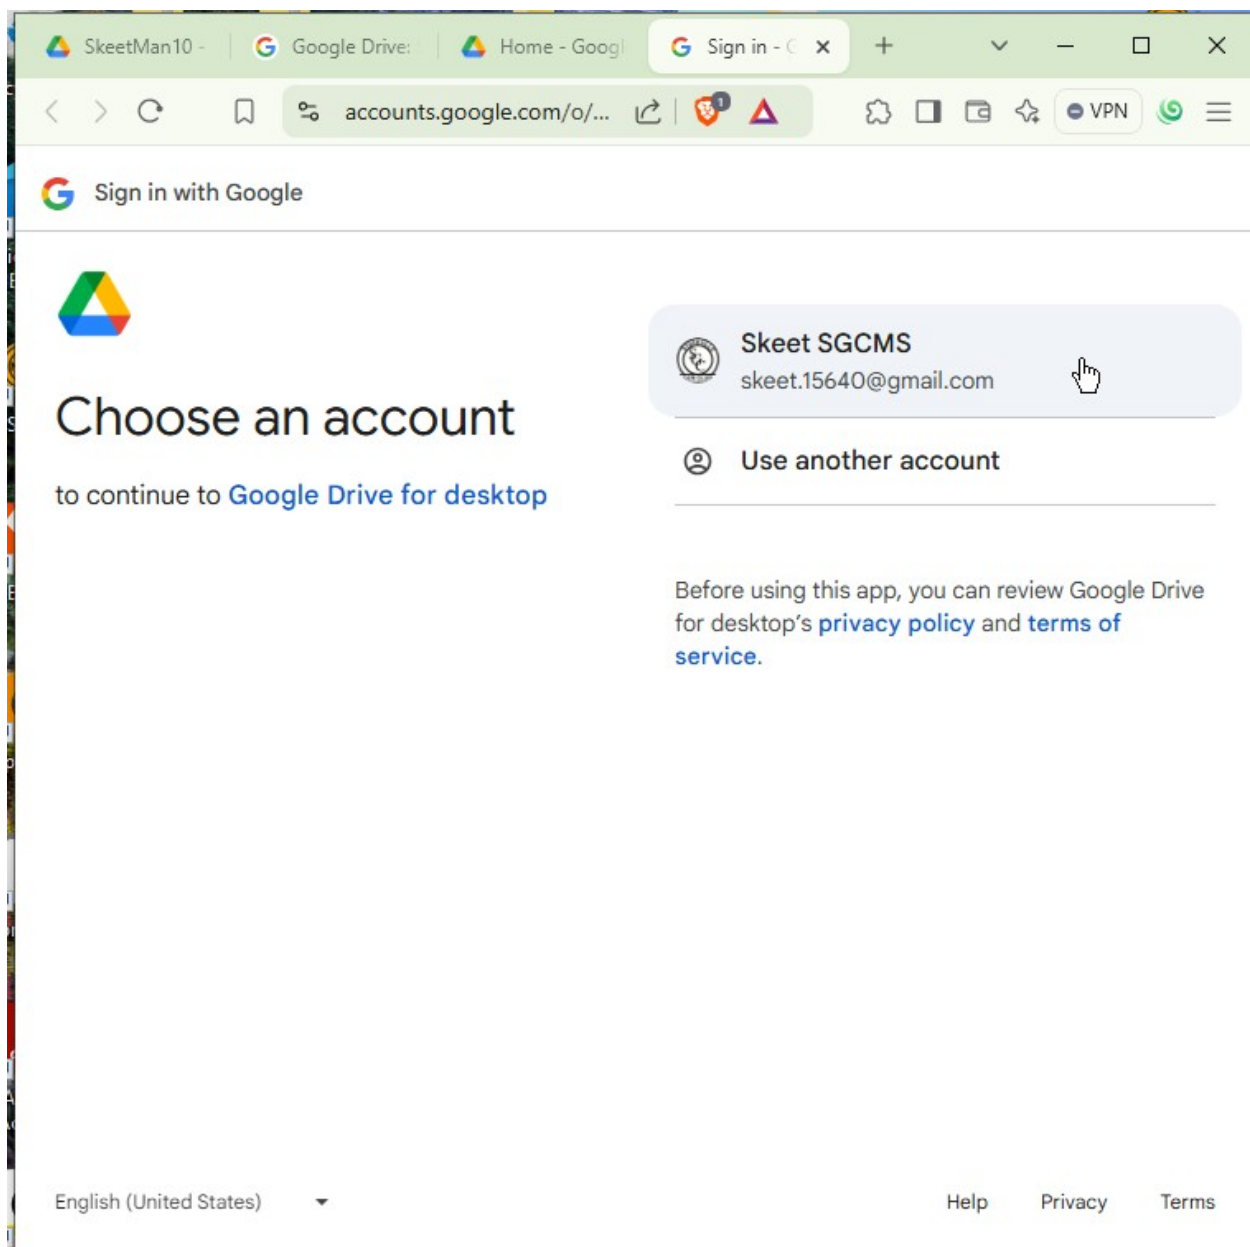 SkeetMan10 -
Google Drive:
Home - Googl
Sign in - G
accounts.google.com/o/...
1
VPN
Sign in with Google
Choose an account
to continue to Google Drive for desktop
Skeet SGCMS
skeet.15640@gmail.com
Use another account
Before using this app, you can review Google Drive
for desktop’s privacy policy and terms of
service.
English (United States)
Help
Privacy
Terms